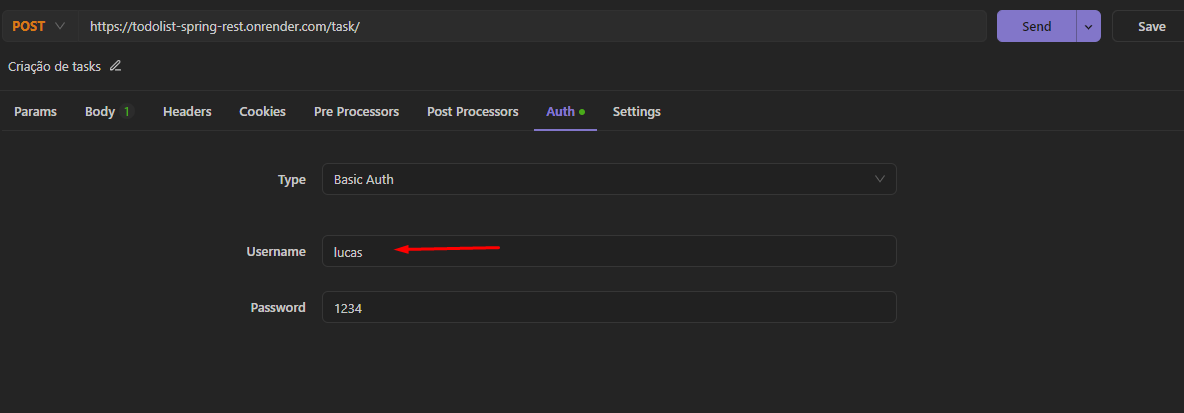 POST https://todolist-spring-rest.onrender.com/task/ Send Save
Criação de tasks
Params Body 1 Headers Cookies Pre Processors Post Processors Auth Settings
Type Basic Auth
Username lucas
Password 1234